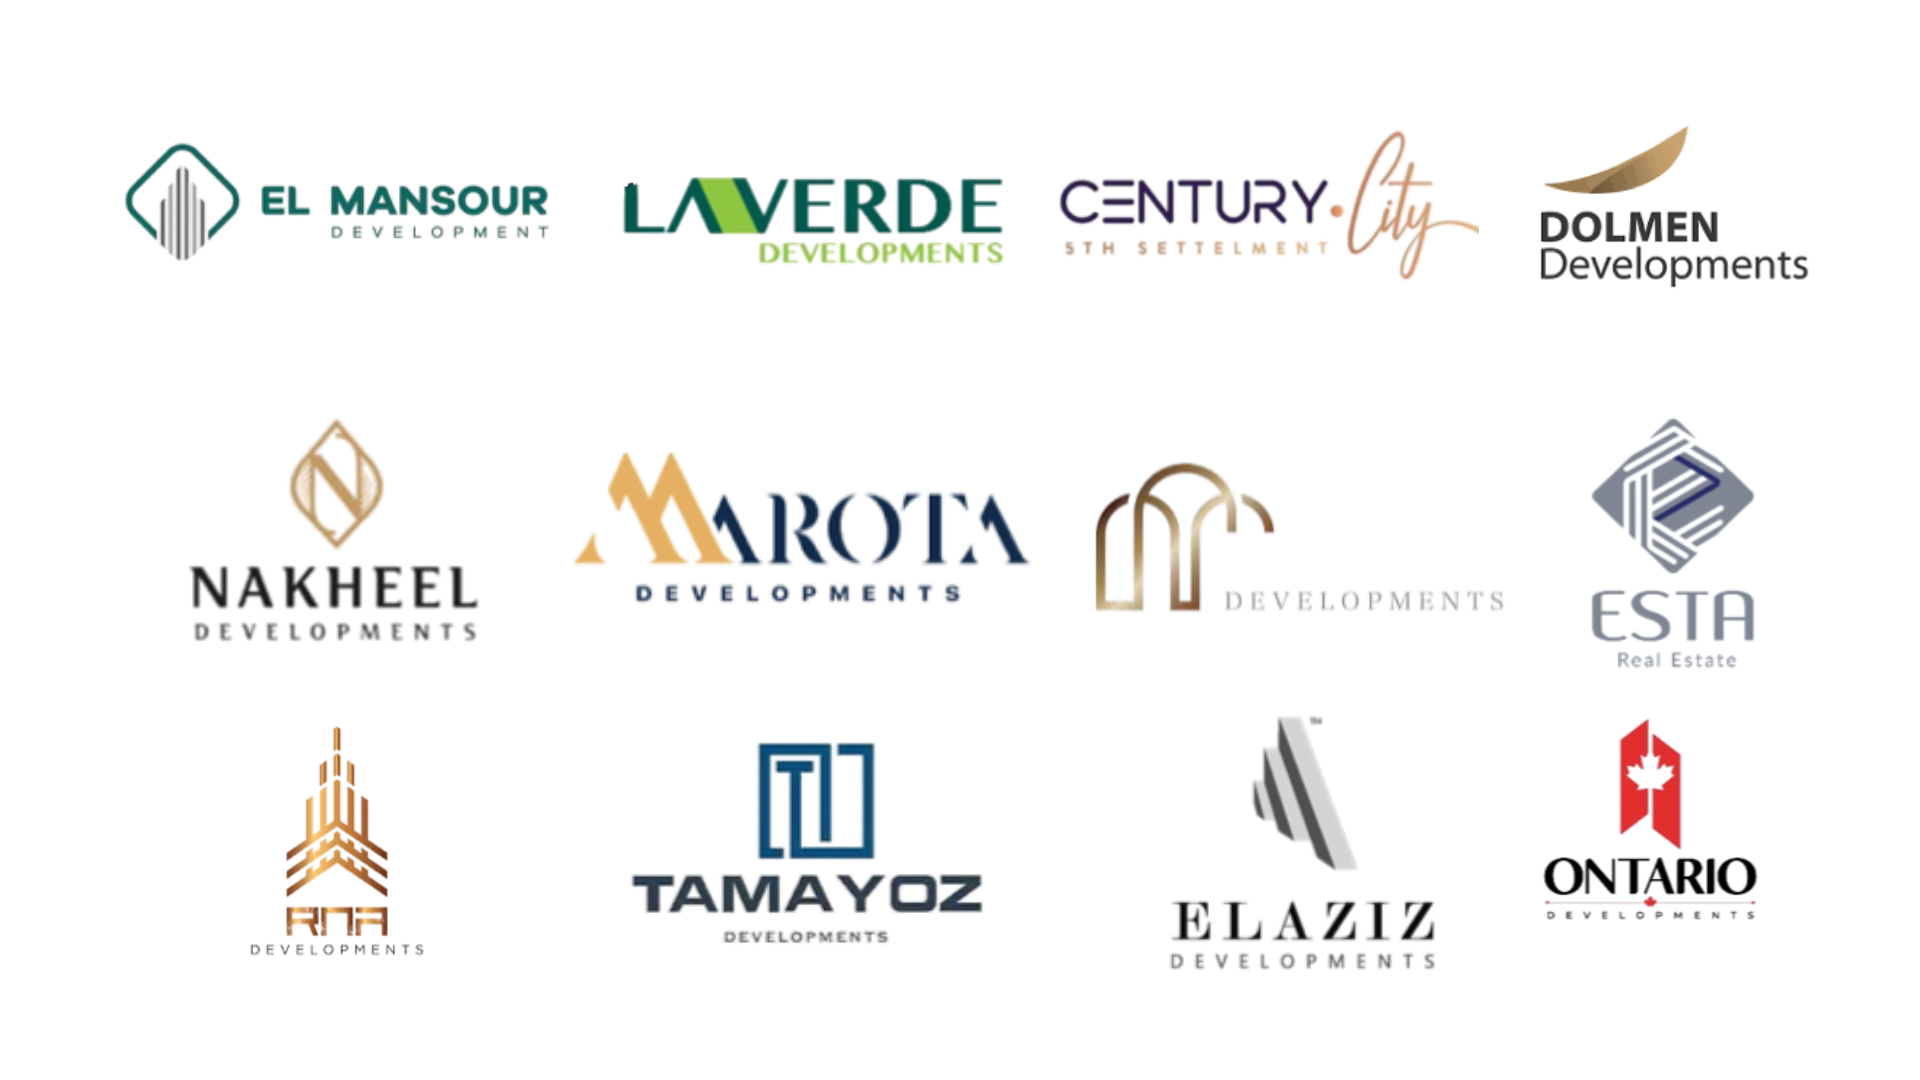 EL MANSOUR
DEVELOPMENT
LAVERDE
DEVELOPMENTS
CENTURY City
5TH SETTELMENT
DOLMEN
Developments
NAKHEEL
DEVELOPMENTS
MAROTA
DEVELOPMENTS
DEVELOPMENTS
ESTA
Real Estate
RNA
DEVELOPMENTS
TAMAYOZ
DEVELOPMENTS
TM
ELAZIZ
DEVELOPMENTS
ONTARIO
DEVELOPMENTS